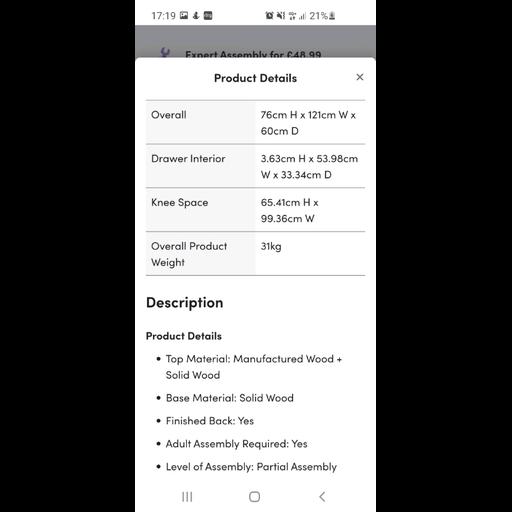 17:19 21%
Expert Assembly for £48.99
Product Details
Overall 76cm H x 121cm W x
60cm D
Drawer Interior 3.63cm H x 53.98cm
W x 33.34cm D
Knee Space 65.41cm H x
99.36cm W
Overall Product 31kg
Weight
Description
Product Details
• Top Material: Manufactured Wood +
Solid Wood
• Base Material: Solid Wood
• Finished Back: Yes
• Adult Assembly Required: Yes
• Level of Assembly: Partial Assembly